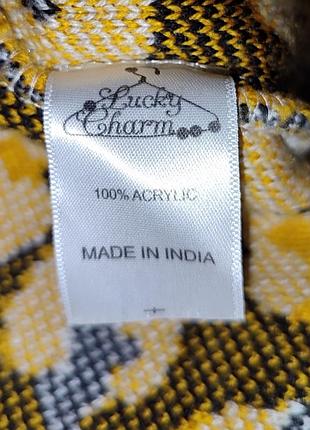 Lucky
Charm
100% ACRYLIC
MADE IN INDIA